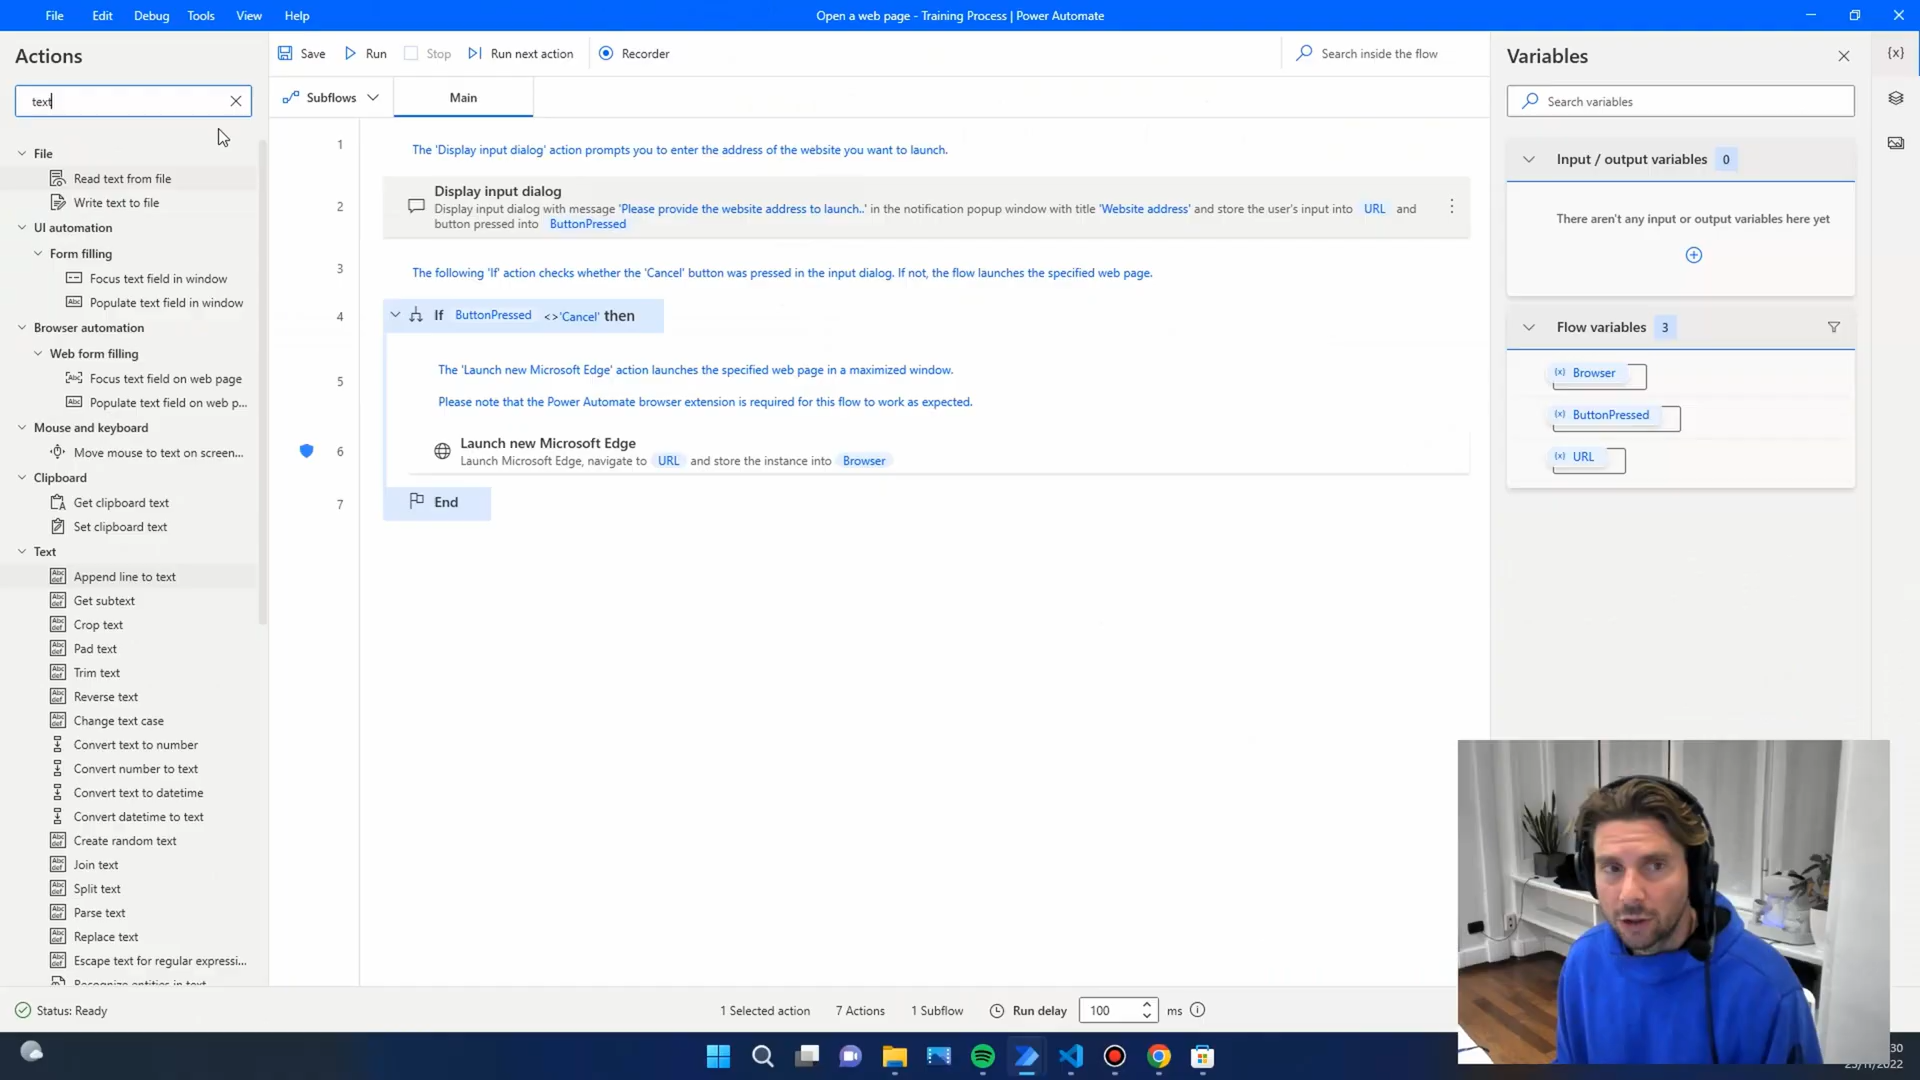 File Edit Debug Tools View Help
Open a web page - Training Process | Power Automate
Actions
text
File
Read text from file
Write text to file
UI automation
Form filling
Focus text field in window
Populate text field in window
Browser automation
Web form filling
Focus text field on web page
Populate text field on web p...
Mouse and keyboard
Move mouse to text on screen...
Clipboard
Get clipboard text
Set clipboard text
Text
Append line to text
Get subtext
Crop text
Pad text
Trim text
Reverse text
Change text case
Convert text to number
Convert number to text
Convert text to datetime
Convert datetime to text
Create random text
Join text
Split text
Parse text
Replace text
Escape text for regular expressi...
Recognize entities in text
Save Run Stop Run next action Recorder
Search inside the flow
Subflows Main
1
The 'Display input dialog' action prompts you to enter the address of the website you want to launch.
2
Display input dialog
Display input dialog with message 'Please provide the website address to launch..' in the notification popup window with title 'Website address' and store the user's input into URL and
button pressed into ButtonPressed
3
The following 'If' action checks whether the 'Cancel' button was pressed in the input dialog. If not, the flow launches the specified web page.
4
If ButtonPressed <>'Cancel' then
5
The 'Launch new Microsoft Edge' action launches the specified web page in a maximized window.
Please note that the Power Automate browser extension is required for this flow to work as expected.
6
Launch new Microsoft Edge
Launch Microsoft Edge, navigate to URL and store the instance into Browser
7
End
Variables
{x}
Search variables
Input / output variables 0
There aren't any input or output variables here yet
Flow variables 3
(x) Browser
(x) ButtonPressed
(x) URL
Status: Ready
1 Selected action 7 Actions 1 Subflow Run delay 100 ms
30
/11/2022